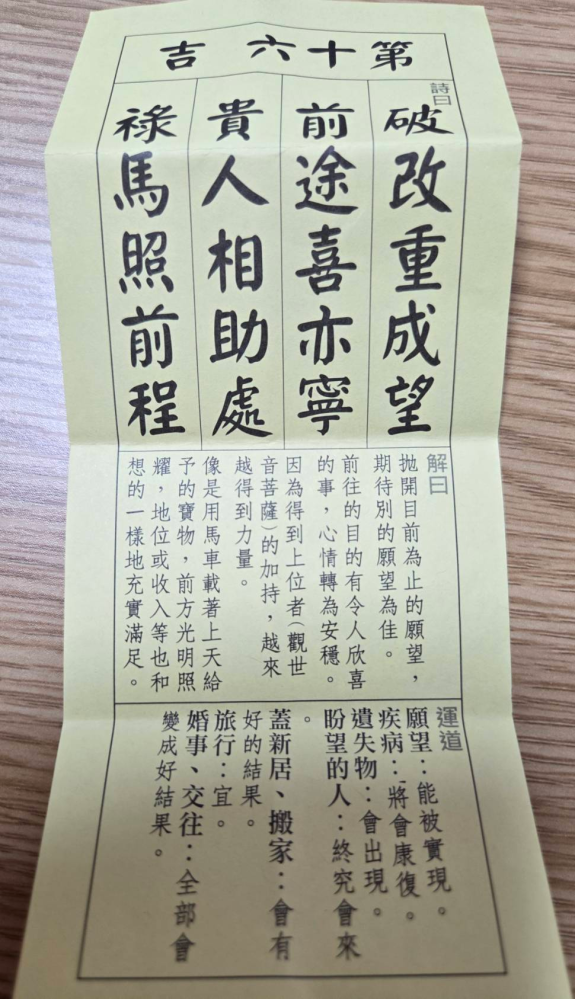 第十六 吉
詩曰
破改重成望
前途喜亦寧
貴人相助處
祿馬照前程
解曰
拋開目前為止的願望，
期待別的願望為佳。
前往的目的有令人欣喜
的事，心情轉為安穩。
因為得到上位者（觀世
音菩薩）的加持，越來
越得到力量。
像是用馬車載著上天給
予的寶物，前方光明照
耀，地位或收入等也和
想的一樣地充實滿足。
運道
願望：能被實現。
疾病：將會康復。
遺失物：會出現。
盼望的人：終究會來
。
蓋新居、搬家：會有
好的結果。
旅行：宜。
婚事、交往：全部會
變成好結果。